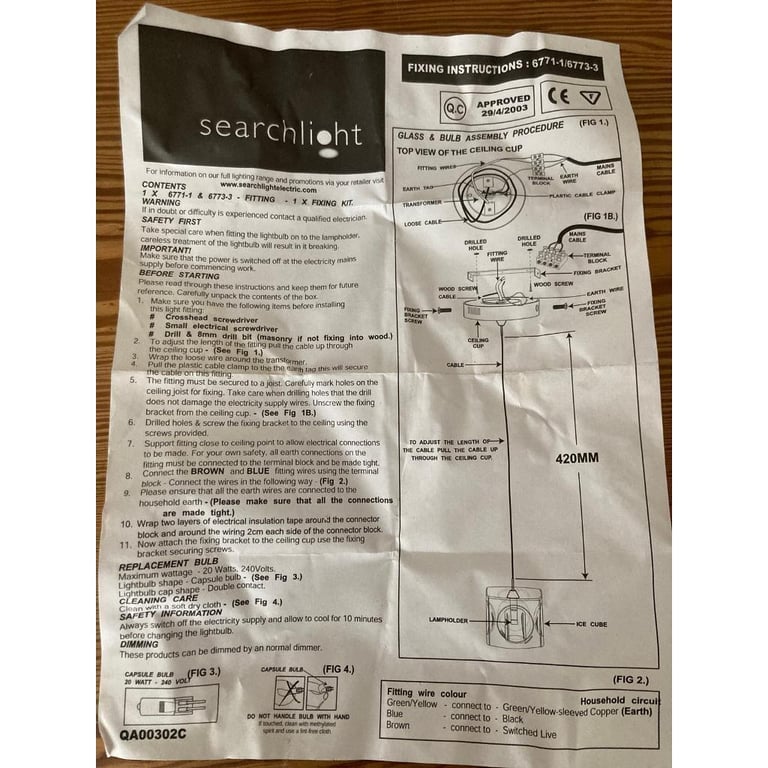 searchlight
For information on our full lighting range and promotions via your retailer visit
www.searchlightelectric.com
CONTENTS
1 X 6771-1 & 6773-3 - FITTING - 1 X FIXING KIT.
WARNING
If in doubt or difficulty is experienced contact a qualified electrician.
SAFETY FIRST
Take special care when fitting the lightbulb on to the lampholder,
careless treatment of the lightbulb will result in it breaking.
IMPORTANT!
Make sure that the power is switched off at the electricity mains
supply before commencing work.
BEFORE STARTING
Please read through these instructions and keep them for future
reference. Carefully unpack the contents of the box.
1. Make sure you have the following items before installing
this light fitting:
# Crosshead screwdriver
# Small electrical screwdriver
# Drill & 8mm drill bit (masonry if not fixing into wood.)
2. To adjust the length of the fitting pull the cable up through
the ceiling cup - (See Fig 1.)
3. Wrap the loose wire around the transformer.
4. Pull the plastic cable clamp to the the earth tag this will secure
the cable on this fitting.
5. The fitting must be secured to a joist. Carefully mark holes on the
ceiling joist for fixing. Take care when drilling holes that the drill
does not damage the electricity supply wires. Unscrew the fixing
bracket from the ceiling cup. - (See Fig 1B.)
6. Drilled holes & screw the fixing bracket to the ceiling using the
screws provided.
7. Support fitting close to ceiling point to allow electrical connections
to be made. For your own safety, all earth connections on the
fitting must be connected to the terminal block and be made tight.
8. Connect the BROWN and BLUE fitting wires using the terminal
block - Connect the wires in the following way - (Fig 2.)
9. Please ensure that all the earth wires are connected to the
household earth - (Please make sure that all the connections
are made tight.)
10. Wrap two layers of electrical insulation tape around the connector
block and around the wiring 2cm each side of the connector block.
11. Now attach the fixing bracket to the ceiling cup use the fixing
bracket securing screws.
REPLACEMENT BULB
Maximum wattage - 20 Watts. 240Volts.
Lightbulb shape - Capsule bulb - (See Fig 3.)
Lightbulb cap shape - Double contact.
CLEANING CARE
Clean with a soft dry cloth - (See Fig 4.)
SAFETY INFORMATION
Always switch off the electricity supply and allow to cool for 10 minutes
before changing the lightbulb.
DIMMING
These products can be dimmed by an normal dimmer.
CAPSULE BULB (FIG 3.)
20 WATT - 240 VOLT
CAPSULE BULB (FIG 4.)
DO NOT HANDLE BULB WITH HAND
If touched, clean with methylated
spirit and use a lint-free cloth.
QA00302C
FIXING INSTRUCTIONS : 6771-1/6773-3
Q.C
APPROVED
29/4/2003
CE
F
GLASS & BULB ASSEMBLY PROCEDURE (FIG 1.)
TOP VIEW OF THE CEILING CUP
FITTING WIRES
MAINS
CABLE
TERMINAL
BLOCK
EARTH
WIRE
EARTH TAG
PLASTIC CABLE CLAMP
TRANSFORMER
LOOSE CABLE
(FIG 1B.)
DRILLED
HOLE
DRILLED
HOLE
MAINS
CABLE
FITTING
WIRE
TERMINAL
BLOCK
FIXING BRACKET
WOOD SCREW
WOOD SCREW
CABLE
EARTH WIRE
FIXING
BRACKET
SCREW
FIXING
BRACKET
SCREW
CEILING
CUP
CABLE
TO ADJUST THE LENGTH OF
THE CABLE PULL THE CABLE UP
THROUGH THE CEILING CUP.
420MM
LAMPHOLDER
ICE CUBE
(FIG 2.)
Fitting wire colour
Household circuit
Green/Yellow - connect to - Green/Yellow-sleeved Copper (Earth)
Blue - connect to - Black
Brown - connect to - Switched Live